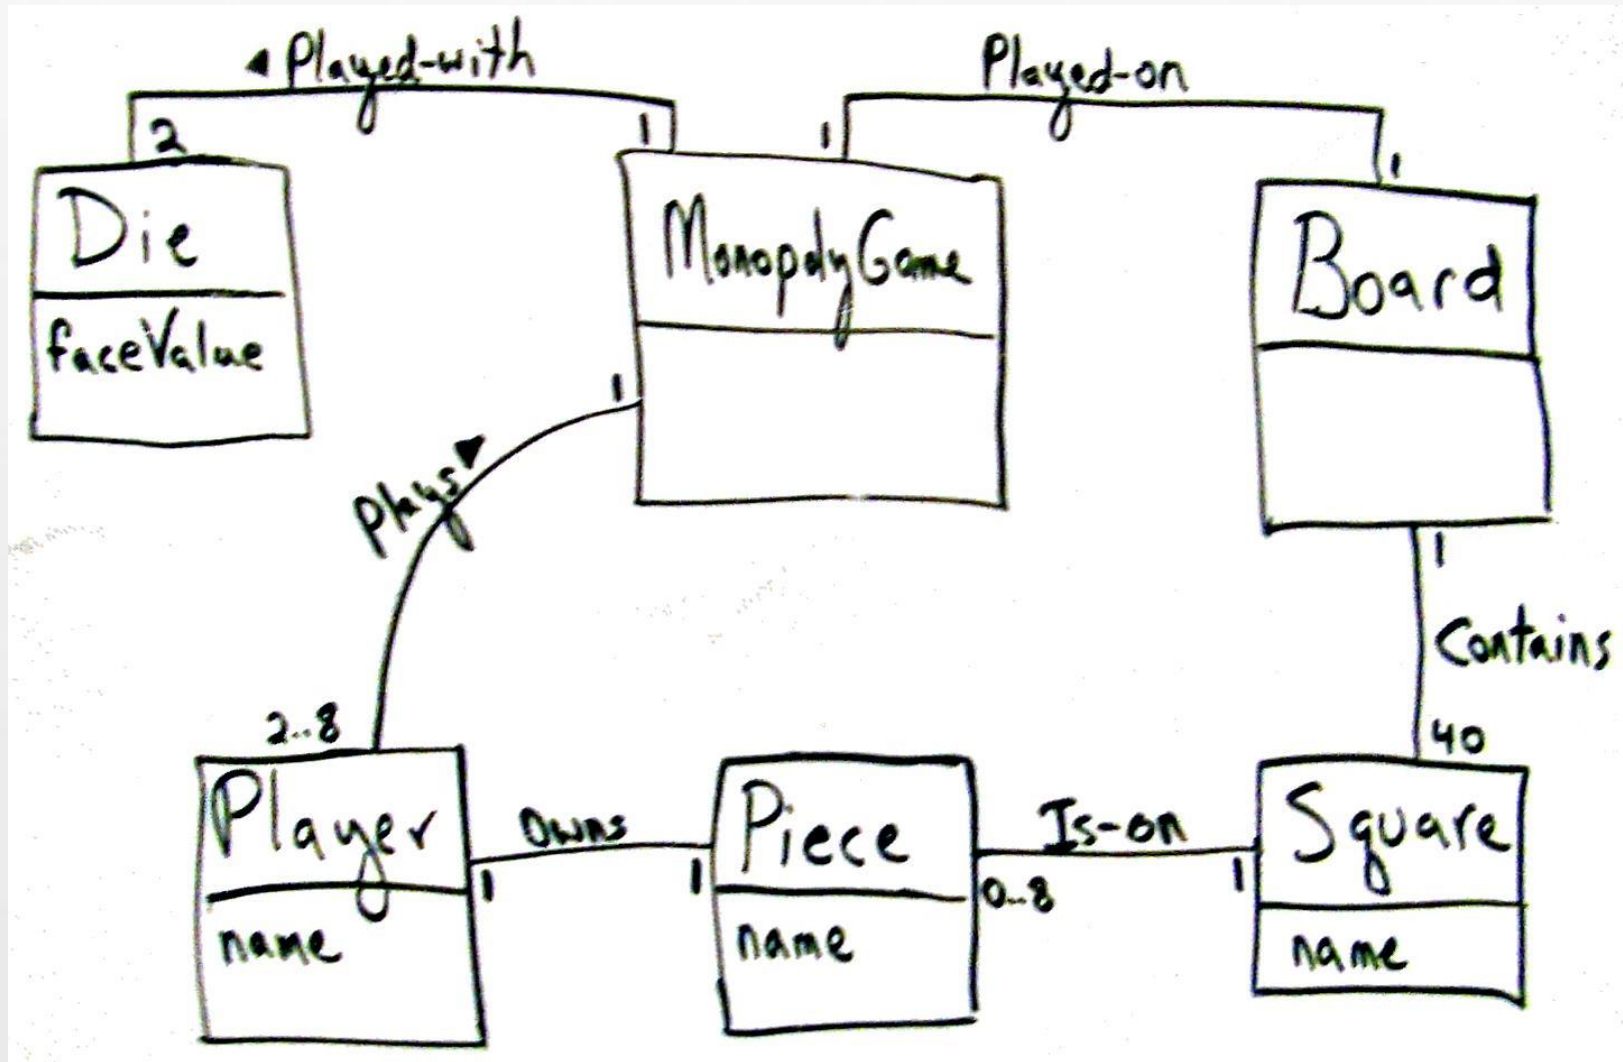 Played-with
Played-on
2
1
1
1
Die
faceValue
MonopolyGame
Board
1
Plays
1
Contains
2..8
40
Player
name
Owns
1
1
Piece
name
Is-on
0..8
1
Square
name